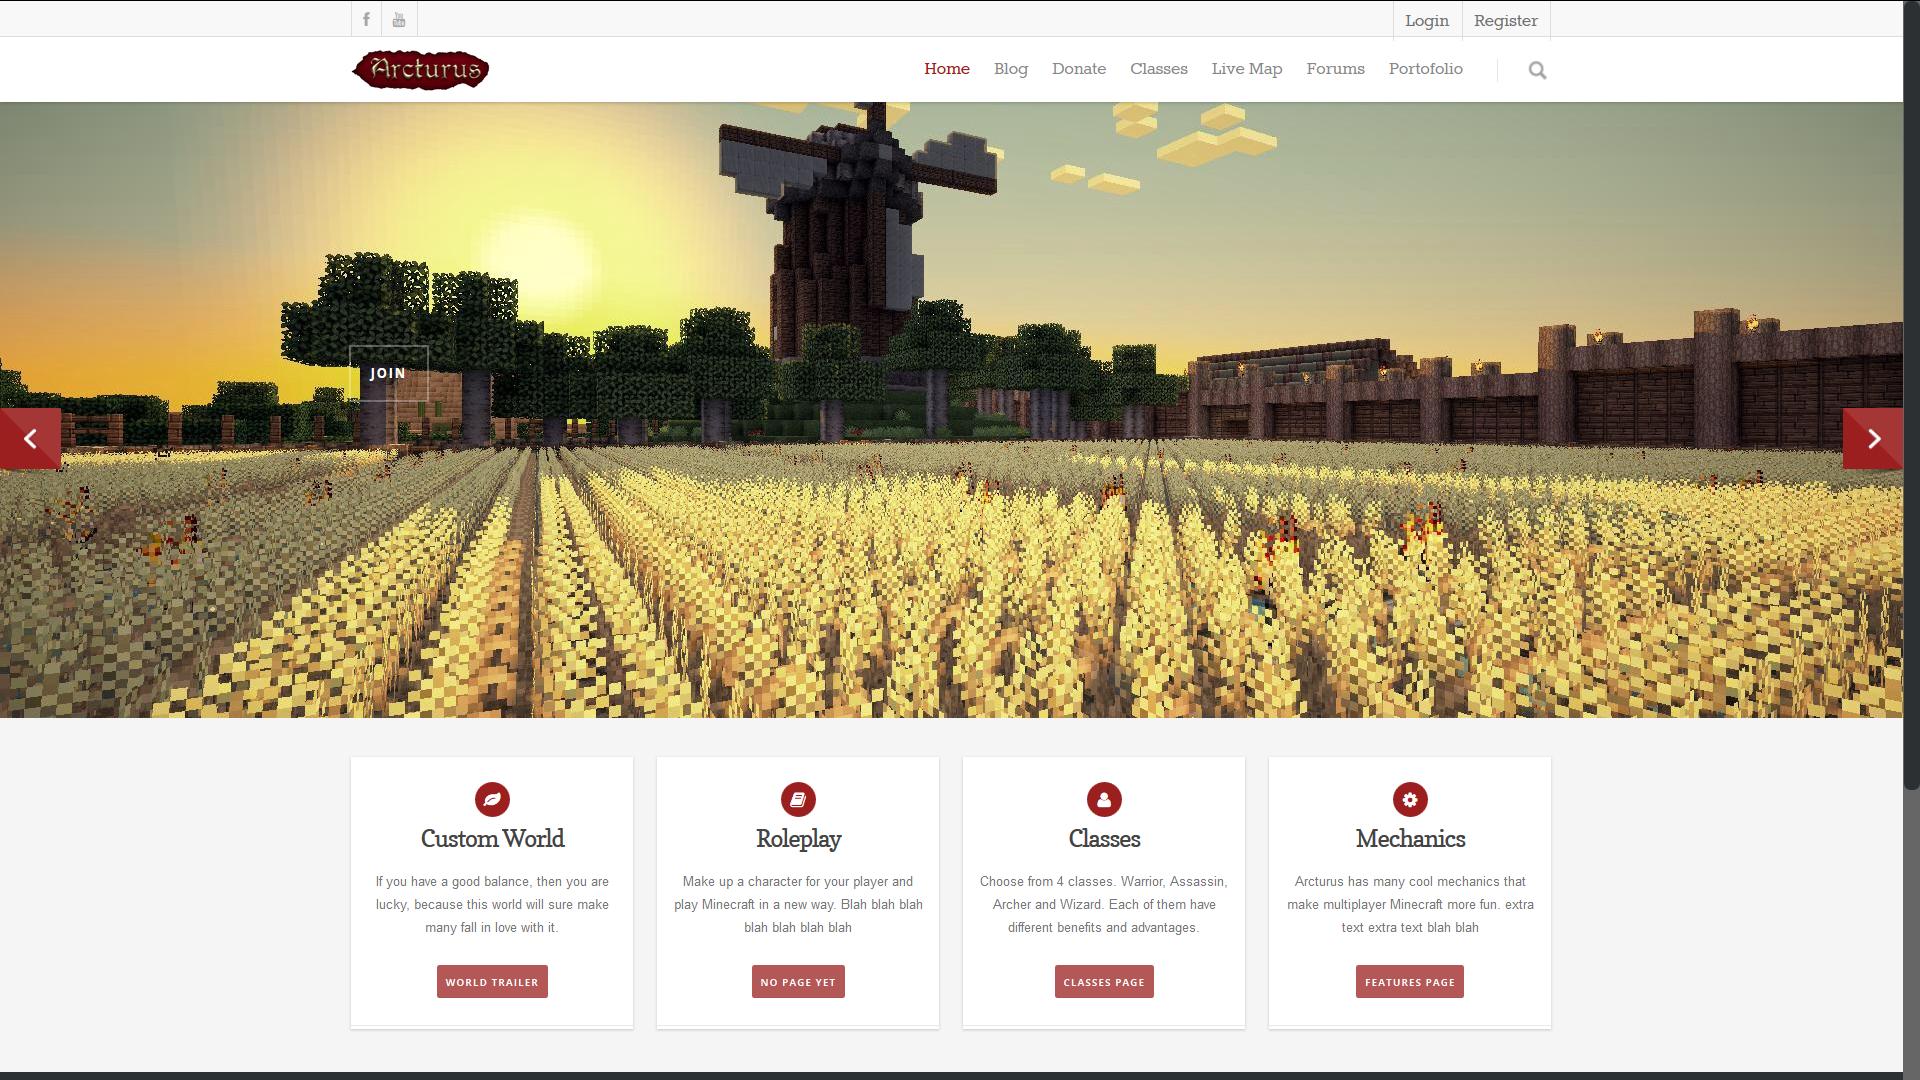 f
You
Tube
Login
Register
Arcturus
Home
Blog
Donate
Classes
Live Map
Forums
Portofolio
JOIN
Custom World
If you have a good balance, then you are
lucky, because this world will sure make
many fall in love with it.
WORLD TRAILER
Roleplay
Make up a character for your player and
play Minecraft in a new way. Blah blah blah
blah blah blah blah
NO PAGE YET
Classes
Choose from 4 classes. Warrior, Assassin,
Archer and Wizard. Each of them have
different benefits and advantages.
CLASSES PAGE
Mechanics
Arcturus has many cool mechanics that
make multiplayer Minecraft more fun. extra
text extra text blah blah
FEATURES PAGE